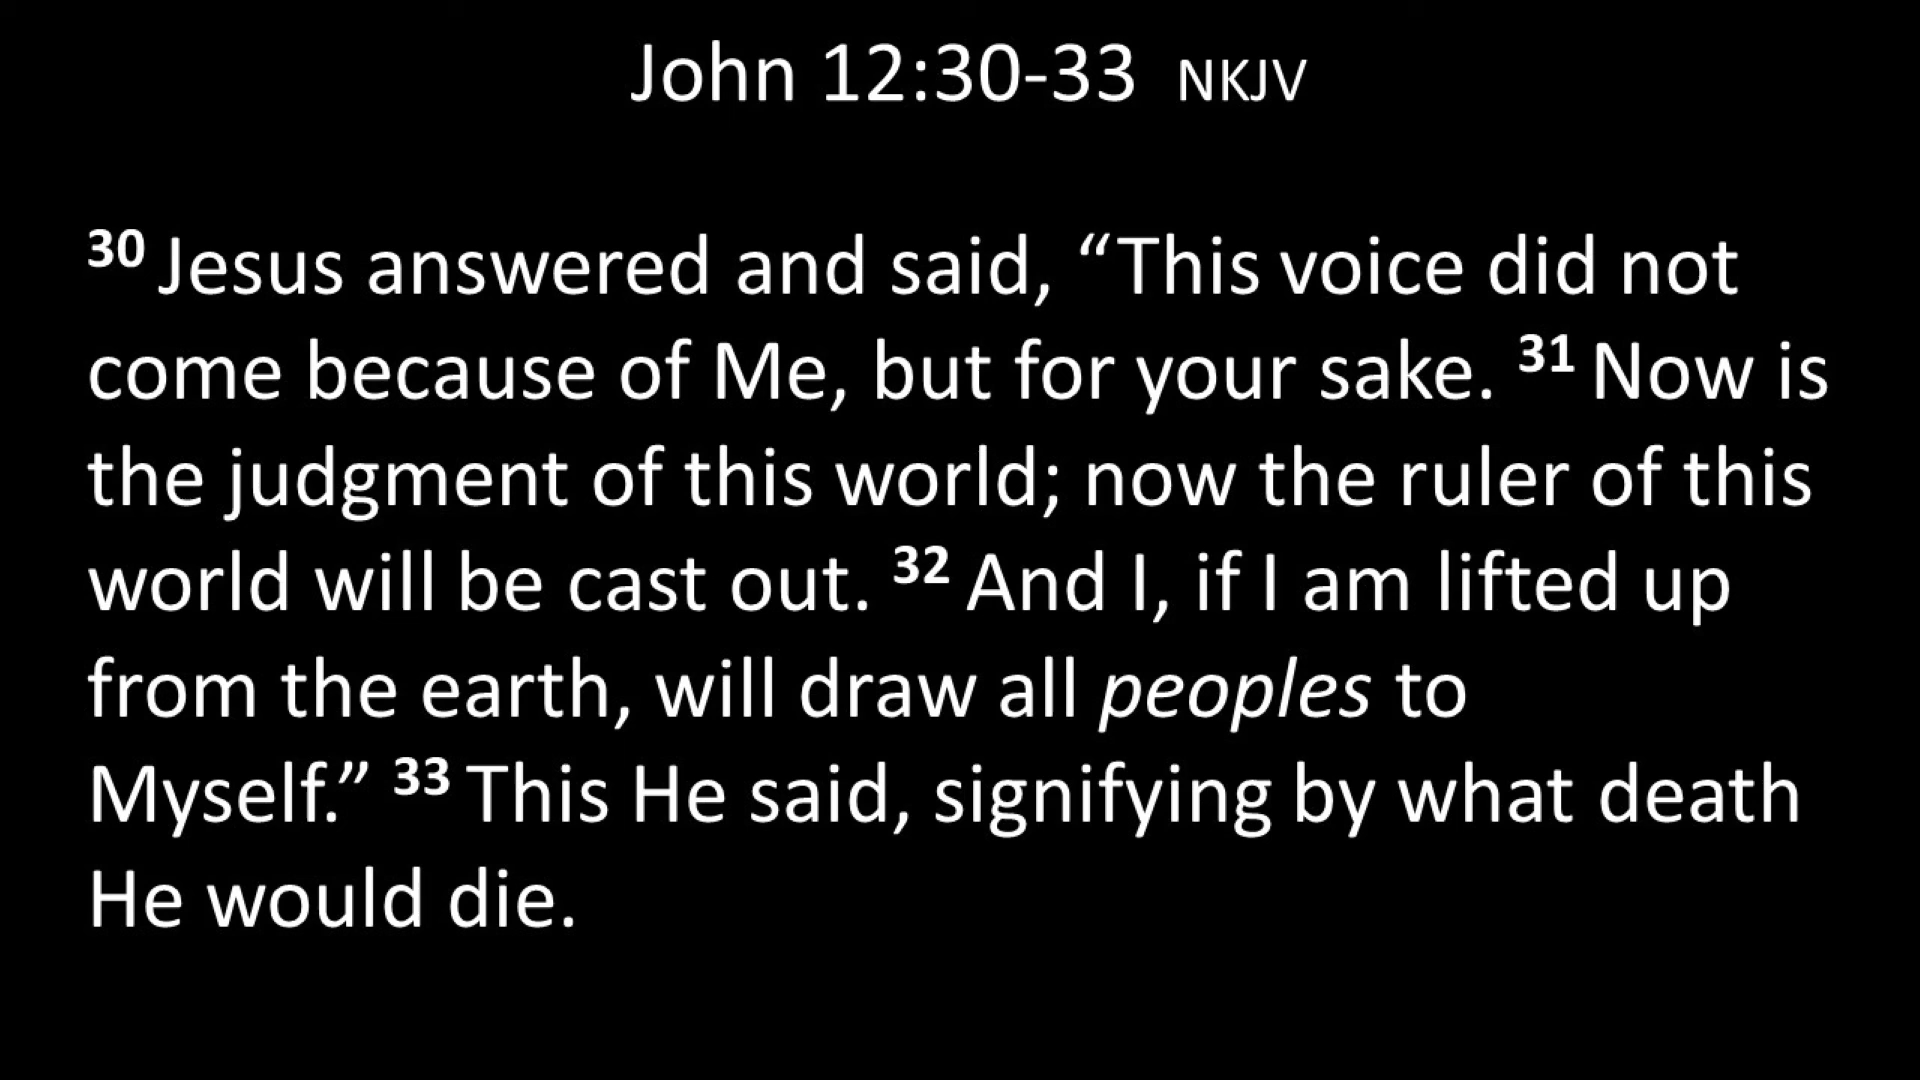 John 12:30-33 NKJV
30 Jesus answered and said, “This voice did not
come because of Me, but for your sake. 31 Now is
the judgment of this world; now the ruler of this
world will be cast out. 32 And I, if I am lifted up
from the earth, will draw all peoples to
Myself.” 33 This He said, signifying by what death
He would die.